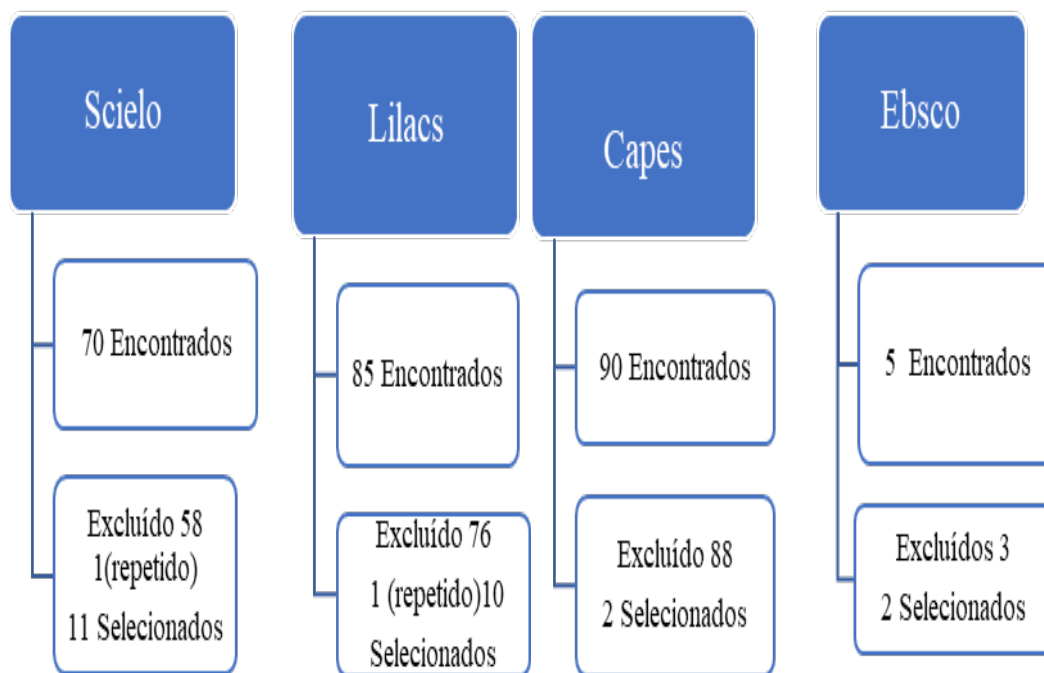 Scielo
70 Encontrados
Excluído 58
1(repetido)
11 Selecionados
Lilacs
85 Encontrados
Excluído 76
1 (repetido)10
Selecionados
Capes
90 Encontrados
Excluído 88
2 Selecionados
Ebsco
5 Encontrados
Excluídos 3
2 Selecionados